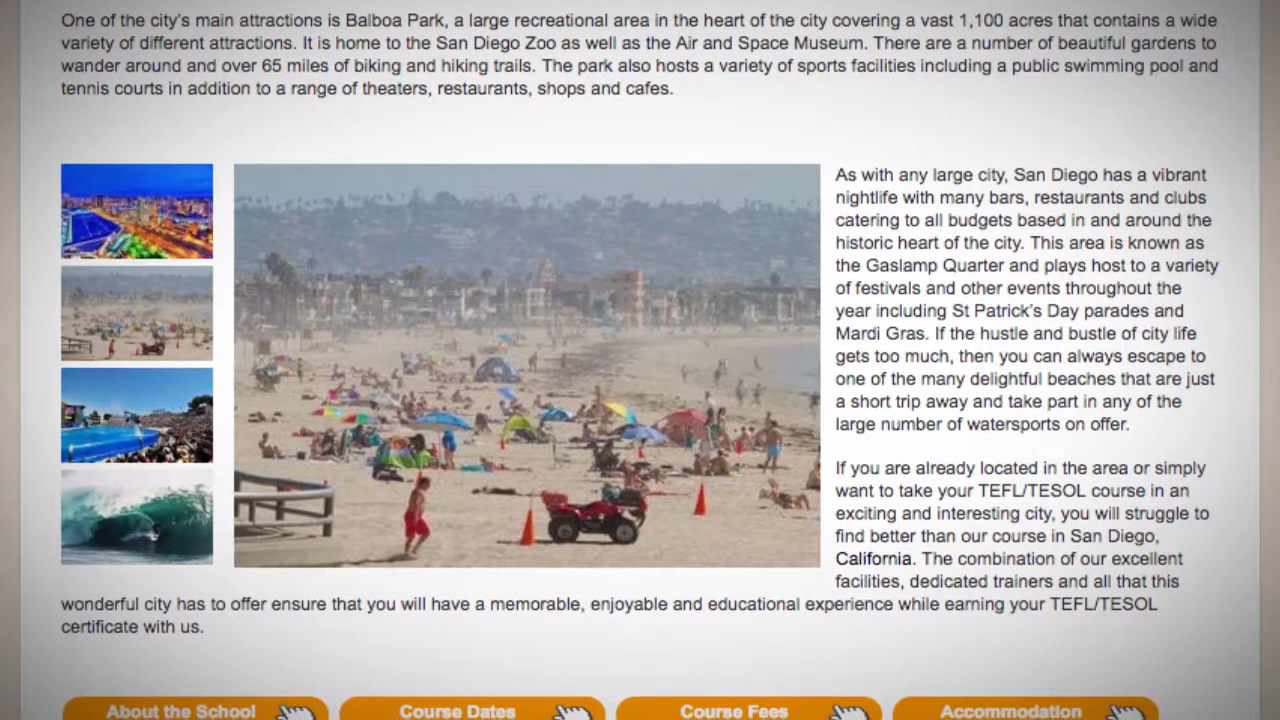 One of the city's main attractions is Balboa Park, a large recreational area in the heart of the city covering a vast 1,100 acres that contains a wide
variety of different attractions. It is home to the San Diego Zoo as well as the Air and Space Museum. There are a number of beautiful gardens to
wander around and over 65 miles of biking and hiking trails. The park also hosts a variety of sports facilities including a public swimming pool and
tennis courts in addition to a range of theaters, restaurants, shops and cafes.
As with any large city, San Diego has a vibrant
nightlife with many bars, restaurants and clubs
catering to all budgets based in and around the
historic heart of the city. This area is known as
the Gaslamp Quarter and plays host to a variety
of festivals and other events throughout the
year including St Patrick's Day parades and
Mardi Gras. If the hustle and bustle of city life
gets too much, then you can always escape to
one of the many delightful beaches that are just
a short trip away and take part in any of the
large number of watersports on offer.
If you are already located in the area or simply
want to take your TEFL/TESOL course in an
exciting and interesting city, you will struggle to
find better than our course in San Diego,
California. The combination of our excellent
facilities, dedicated trainers and all that this
wonderful city has to offer ensure that you will have a memorable, enjoyable and educational experience while earning your TEFL/TESOL
certificate with us.
About the School
Course Dates
Course Fees
Accommodation